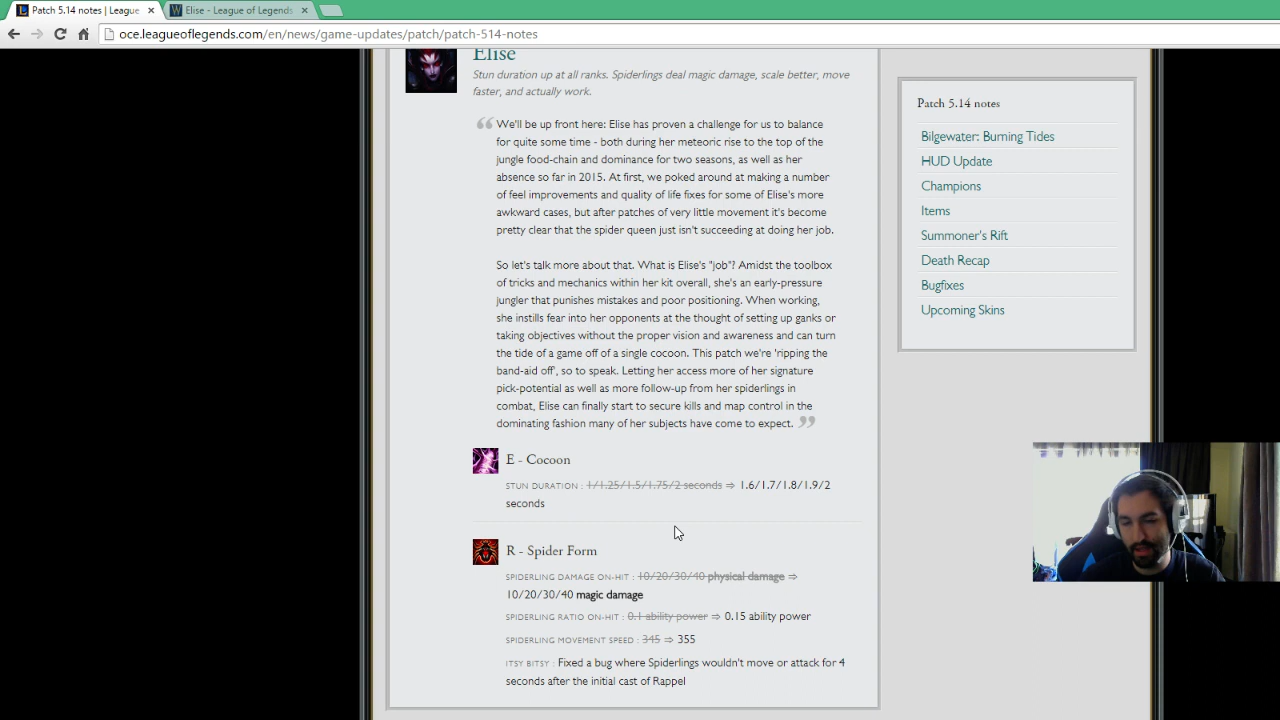 Patch 5.14 notes | League
Elise - League of Legends
oce.leagueoflegends.com/en/news/game-updates/patch/patch-514-notes
Elise
Stun duration up at all ranks. Spiderlings deal magic damage, scale better, move
faster, and actually work.
We'll be up front here: Elise has proven a challenge for us to balance
for quite some time - both during her meteoric rise to the top of the
jungle food-chain and dominance for two seasons, as well as her
absence so far in 2015. At first, we poked around at making a number
of feel improvements and quality of life fixes for some of Elise's more
awkward cases, but after patches of very little movement it's become
pretty clear that the spider queen just isn't succeeding at doing her job.
So let's talk more about that. What is Elise's "job"? Amidst the toolbox
of tricks and mechanics within her kit overall, she's an early-pressure
jungler that punishes mistakes and poor positioning. When working,
she instills fear into her opponents at the thought of setting up ganks or
taking objectives without the proper vision and awareness and can turn
the tide of a game off of a single cocoon. This patch we're 'ripping the
band-aid off', so to speak. Letting her access more of her signature
pick-potential as well as more follow-up from her spiderlings in
combat, Elise can finally start to secure kills and map control in the
dominating fashion many of her subjects have come to expect.
E - Cocoon
STUN DURATION : 1/1.25/1.5/1.75/2 seconds ⇒ 1.6/1.7/1.8/1.9/2
seconds
R - Spider Form
SPIDERLING DAMAGE ON-HIT : 10/20/30/40 physical damage ⇒
10/20/30/40 magic damage
SPIDERLING RATIO ON-HIT : 0.1 ability power ⇒ 0.15 ability power
SPIDERLING MOVEMENT SPEED : 345 ⇒ 355
ITSY BITSY : Fixed a bug where Spiderlings wouldn't move or attack for 4
seconds after the initial cast of Rappel
Patch 5.14 notes
Bilgewater: Burning Tides
HUD Update
Champions
Items
Summoner's Rift
Death Recap
Bugfixes
Upcoming Skins